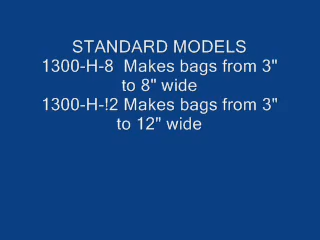 STANDARD MODELS
1300-H-8  Makes bags from 3"
to 8" wide
1300-H-!2 Makes bags from 3"
to 12" wide